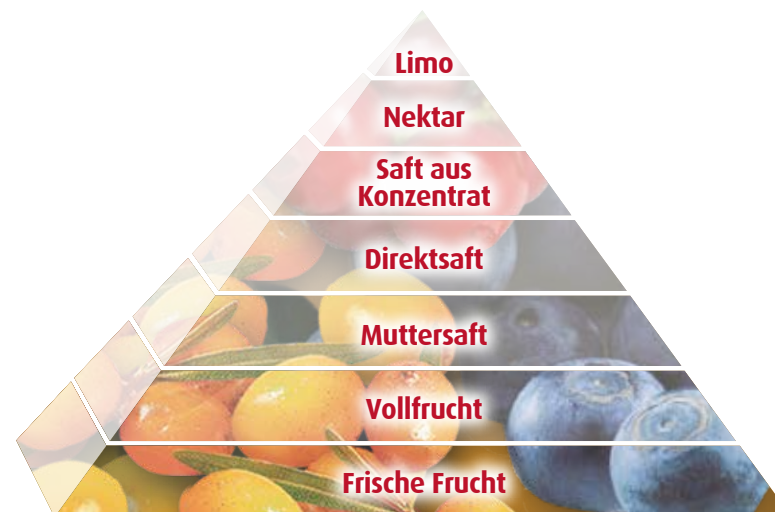 Limo
Nektar
Saft aus
Konzentrat
Direktsaft
Muttersaft
Vollfrucht
Frische Frucht